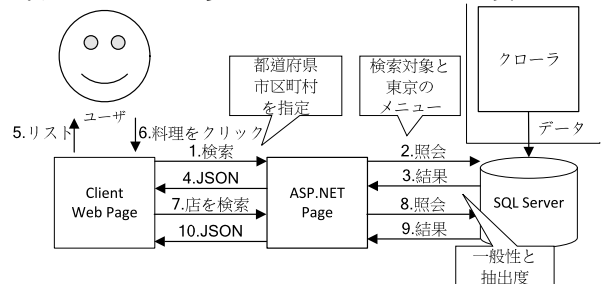 クローラ
都道府県
市区町村
を指定
検索対象と
東京の
メニュー
ユーザ
データ
5.リスト
6.料理をクリック
1.検索
2.照会
4.JSON
3.結果
Client
Web Page
ASP.NET
Page
SQL Server
7.店を検索
8.照会
10.JSON
9.結果
一般性と
抽出度